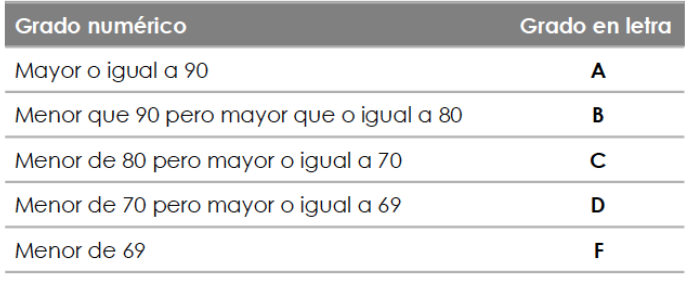 Grado numérico Grado en letra
Mayor o igual a 90 A
Menor que 90 pero mayor que o igual a 80 B
Menor de 80 pero mayor o igual a 70 C
Menor de 70 pero mayor o igual a 69 D
Menor de 69 F